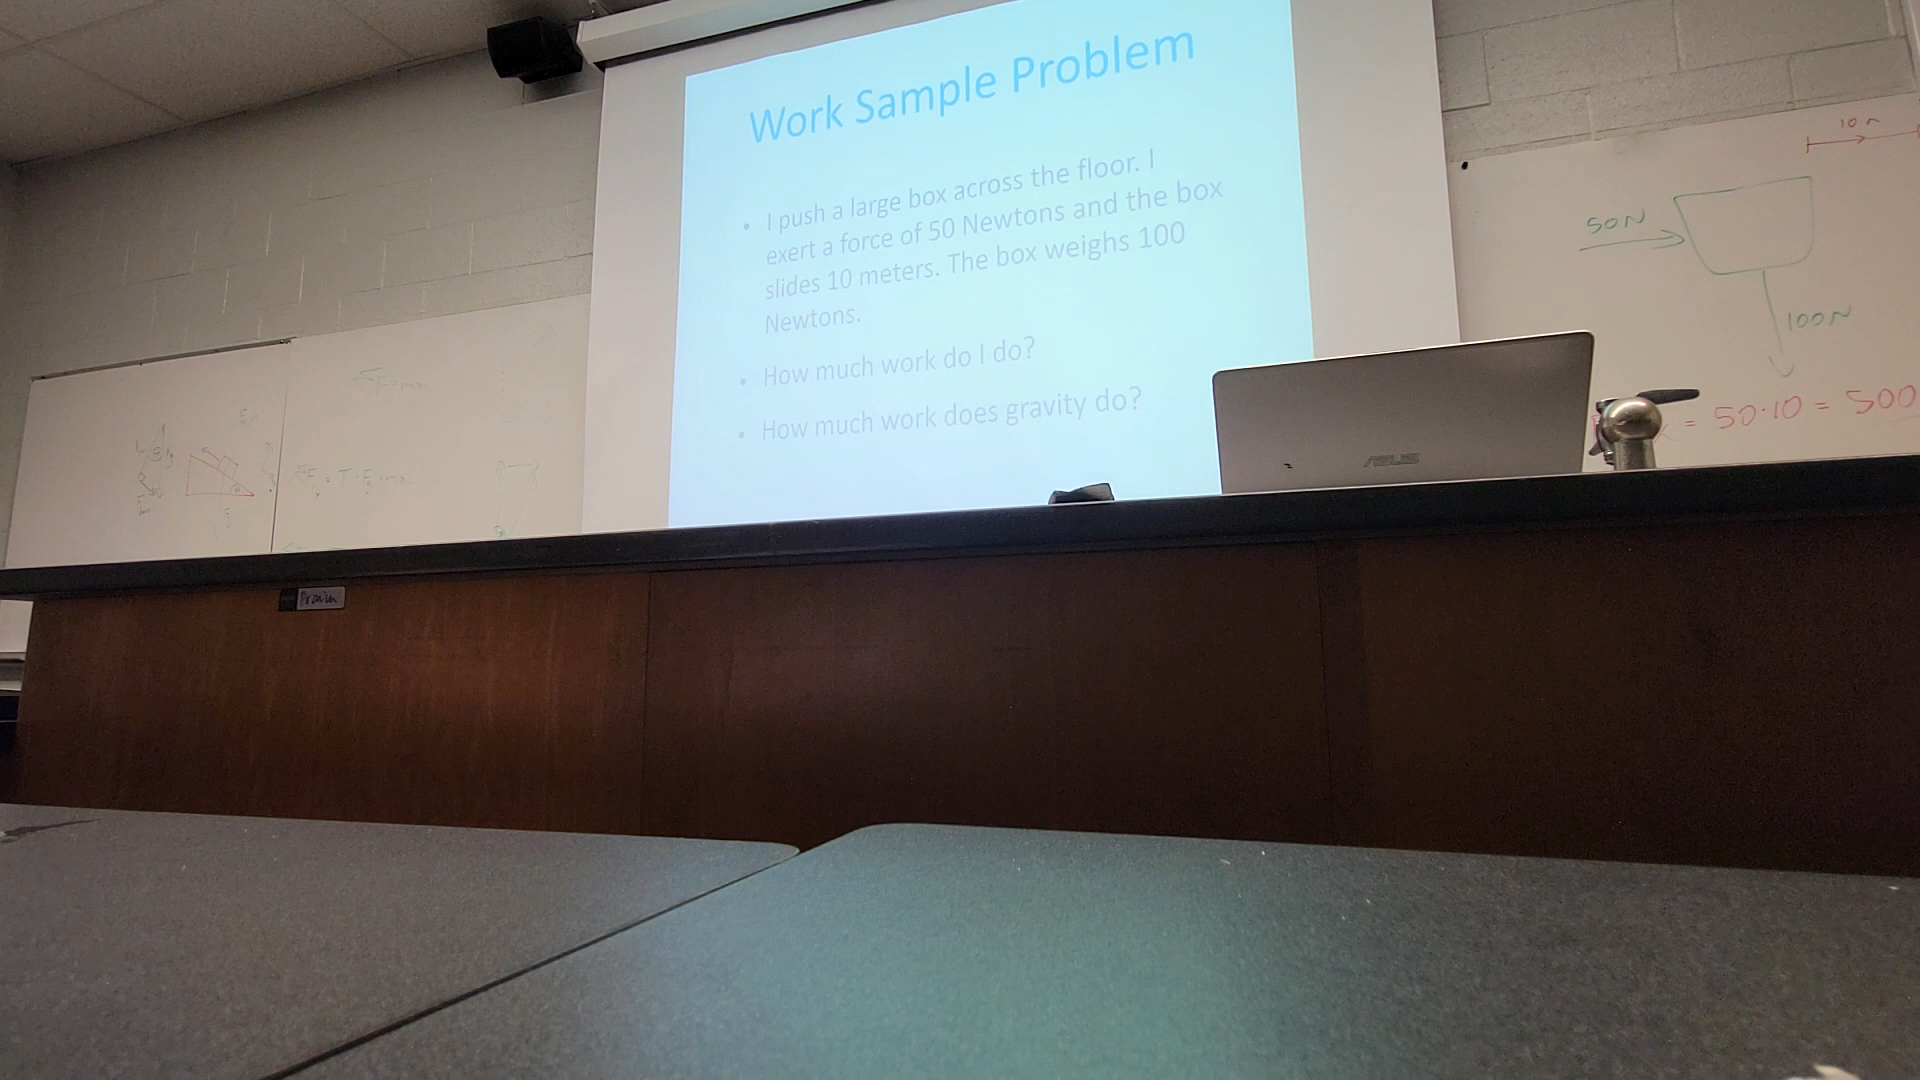 Work Sample Problem
• I push a large box across the floor. I
exert a force of 50 Newtons and the box
slides 10 meters. The box weighs 100
Newtons.
• How much work do I do?
• How much work does gravity do?
ASUS
50N
100N
= 50·10 = 500